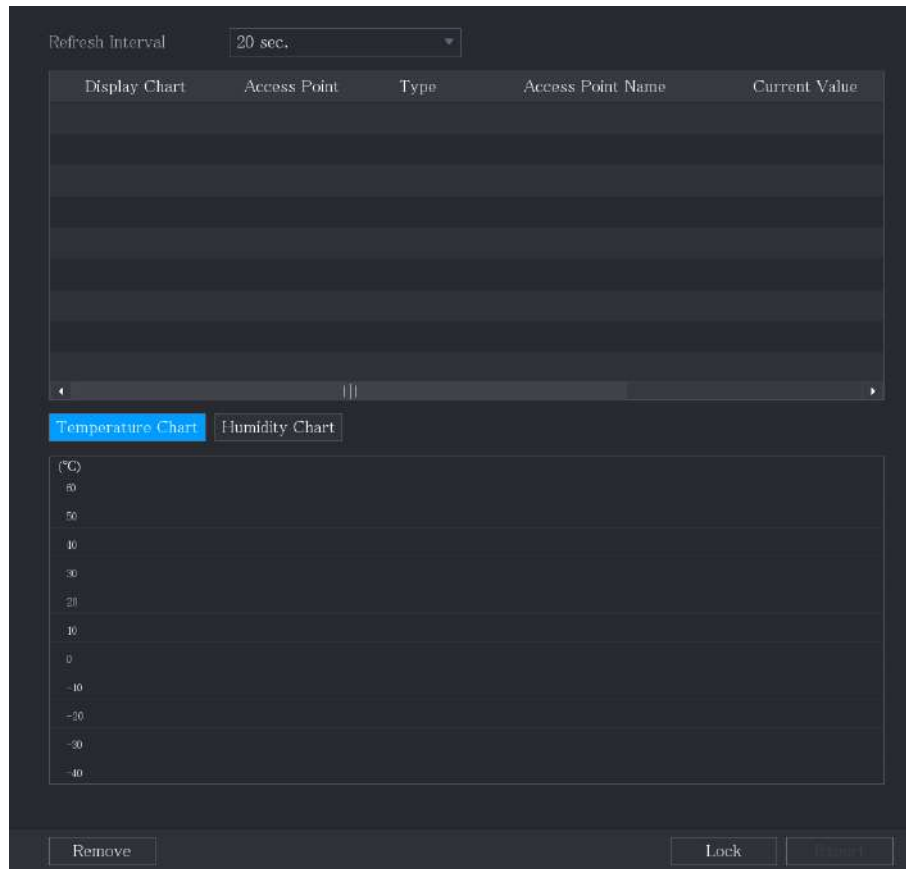 Refresh Interval 20 sec.
Display Chart Access Point Type Access Point Name Current Value
Temperature Chart Humidity Chart
(°C)
60
50
40
30
20
10
0
-10
-20
-30
-40
Remove Lock Export